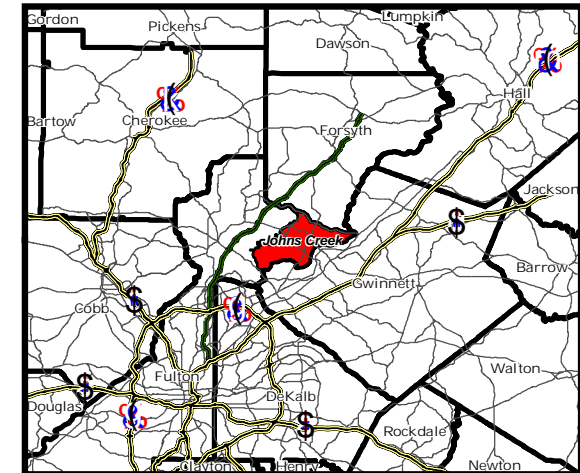 Gordon
Pickens
Lumpkin
Dawson
Hall
Bartow
Cherokee
Forsyth
Jackson
Johns Creek
Barrow
Gwinnett
Cobb
Walton
Fulton
DeKalb
Douglas
Rockdale
Clayton
Henry
Newton